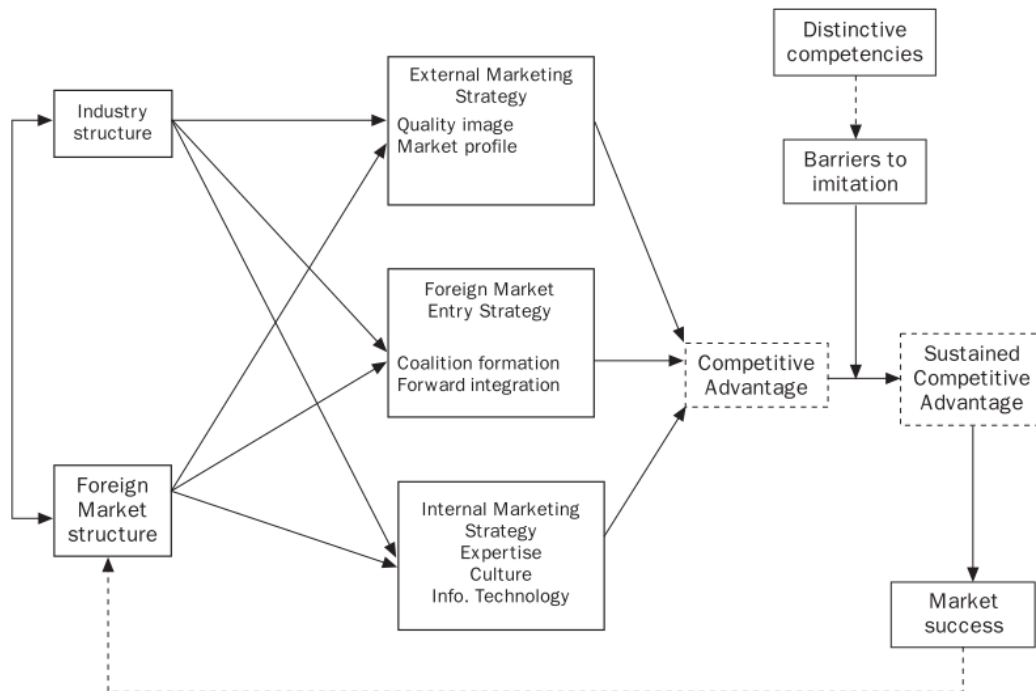 Industry
structure
Foreign
Market
structure
External Marketing
Strategy
Quality image
Market profile
Foreign Market
Entry Strategy
Coalition formation
Forward integration
Internal Marketing
Strategy
Expertise
Culture
Info. Technology
Competitive
Advantage
Distinctive
competencies
Barriers to
imitation
Sustained
Competitive
Advantage
Market
success